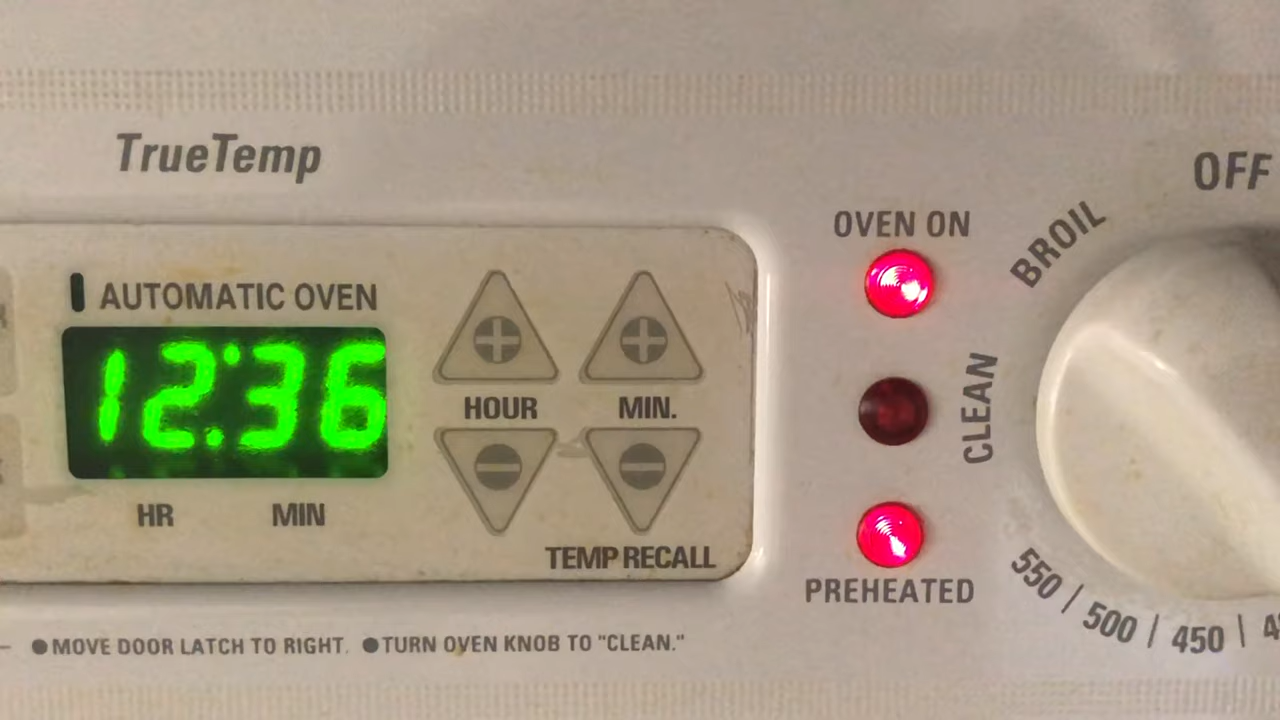 TrueTemp
OFF
BROIL
OVEN ON
AUTOMATIC OVEN
12:36
HOUR
MIN.
CLEAN
HR
MIN
TEMP RECALL
PREHEATED
550 / 500 / 450 |
●MOVE DOOR LATCH TO RIGHT. ●TURN OVEN KNOB TO "CLEAN."